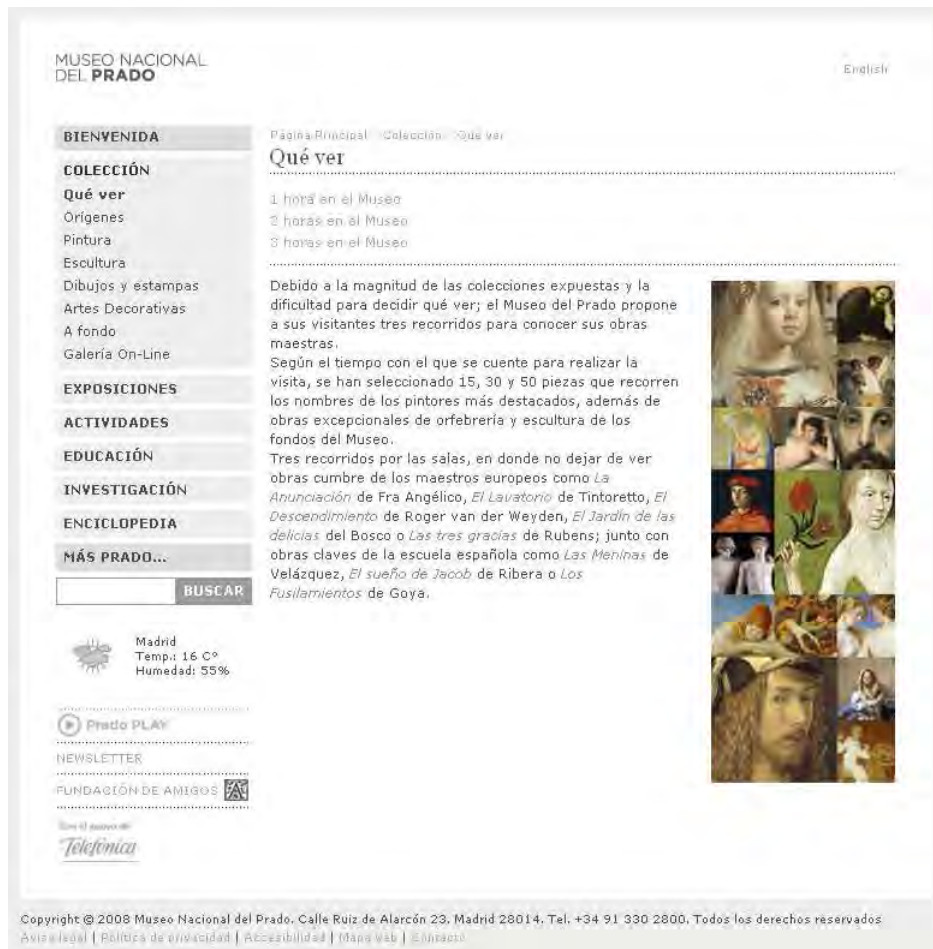 MUSEO NACIONAL
DEL PRADO
English
BIENVENIDA
COLECCIÓN
Qué ver
Orígenes
Pintura
Escultura
Dibujos y estampas
Artes Decorativas
A fondo
Galería On-Line
EXPOSICIONES
ACTIVIDADES
EDUCACIÓN
INVESTIGACIÓN
ENCICLOPEDIA
MÁS PRADO...
BUSCAR
Madrid
Temp.: 16 Cº
Humedad: 55%
Prado PLAY
NEWSLETTER
FUNDACIÓN DE AMIGOS
Telefónica
Página Principal Colección Qué ver
Qué ver
1 hora en el Museo
2 horas en el Museo
3 horas en el Museo
Debido a la magnitud de las colecciones expuestas y la
dificultad para decidir qué ver; el Museo del Prado propone
a sus visitantes tres recorridos para conocer sus obras
maestras.
Según el tiempo con el que se cuente para realizar la
visita, se han seleccionado 15, 30 y 50 piezas que recorren
los nombres de los pintores más destacados, además de
obras excepcionales de orfebrería y escultura de los
fondos del Museo.
Tres recorridos por las salas, en donde no dejar de ver
obras cumbre de los maestros europeos como La
Anunciación de Fra Angélico, El Lavatorio de Tintoretto, El
Descendimiento de Roger van der Weyden, El Jardín de las
delicias del Bosco o Las tres gracias de Rubens; junto con
obras claves de la escuela española como Las Meninas de
Velázquez, El sueño de Jacob de Ribera o Los
Fusilamientos de Goya.
Copyright © 2008 Museo Nacional del Prado. Calle Ruiz de Alarcón 23. Madrid 28014. Tel. +34 91 330 2800. Todos los derechos reservados
Aviso legal | Política de privacidad | Accesibilidad | Mapa web | Contacto